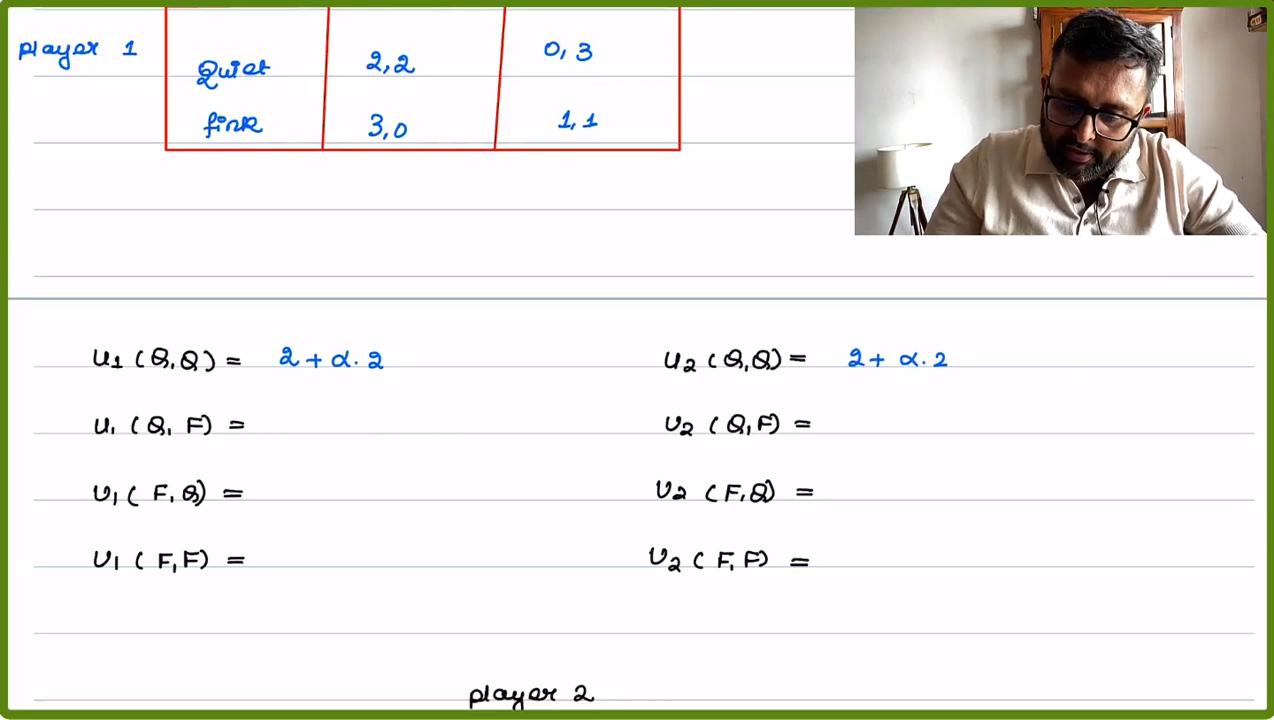 player 1
Quiet 2,2 0,3
fink 3,0 1,1
U1 (Q,Q) = 2 + α. 2 U2 (Q,Q) = 2 + α. 2
U1 (Q, F) = U2 (Q,F) =
U1 ( F,Q) = U2 (F,Q) =
U1 ( F,F) = U2 ( F,F) =
player 2